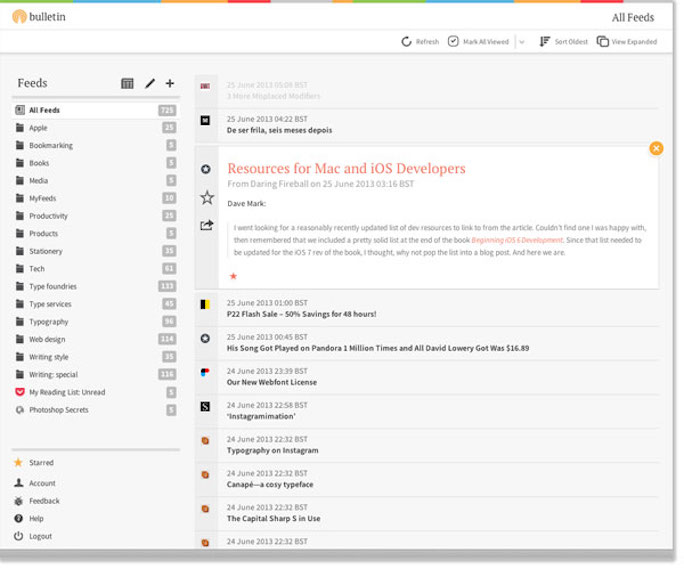 bulletin
All Feeds
Refresh
Mark All Viewed
Sort Oldest
View Expanded
Feeds
All Feeds 725
Apple 25
Bookmarking 5
Books 5
Media 5
MyFeeds 10
Productivity 25
Products 5
Stationery 35
Tech 61
Type foundries 133
Type services 45
Typography 96
Web design 114
Writing style 35
Writing: special 116
My Reading List: Unread 5
Photoshop Secrets 5
Starred
Account
Feedback
Help
Logout
25 June 2013 05:08 BST
3 More Misplaced Modifiers
25 June 2013 04:22 BST
De ser frila, seis meses depois
Resources for Mac and iOS Developers
From Daring Fireball on 25 June 2013 03:16 BST
Dave Mark:
I went looking for a reasonably recently updated list of dev resources to link to from the article. Couldn't find one I was happy with,
then remembered that we included a pretty solid list at the end of the book Beginning iOS 6 Development. Since that list needed to
be updated for the iOS 7 rev of the book, I thought, why not pop the list into a blog post. And here we are.
25 June 2013 01:00 BST
P22 Flash Sale – 50% Savings for 48 hours!
25 June 2013 00:45 BST
His Song Got Played on Pandora 1 Million Times and All David Lowery Got Was $16.89
24 June 2013 23:39 BST
Our New Webfont License
24 June 2013 22:58 BST
'Instagramimation'
24 June 2013 22:32 BST
Typography on Instagram
24 June 2013 22:32 BST
Canapé—a cosy typeface
24 June 2013 22:32 BST
The Capital Sharp S in Use
24 June 2013 22:32 BST